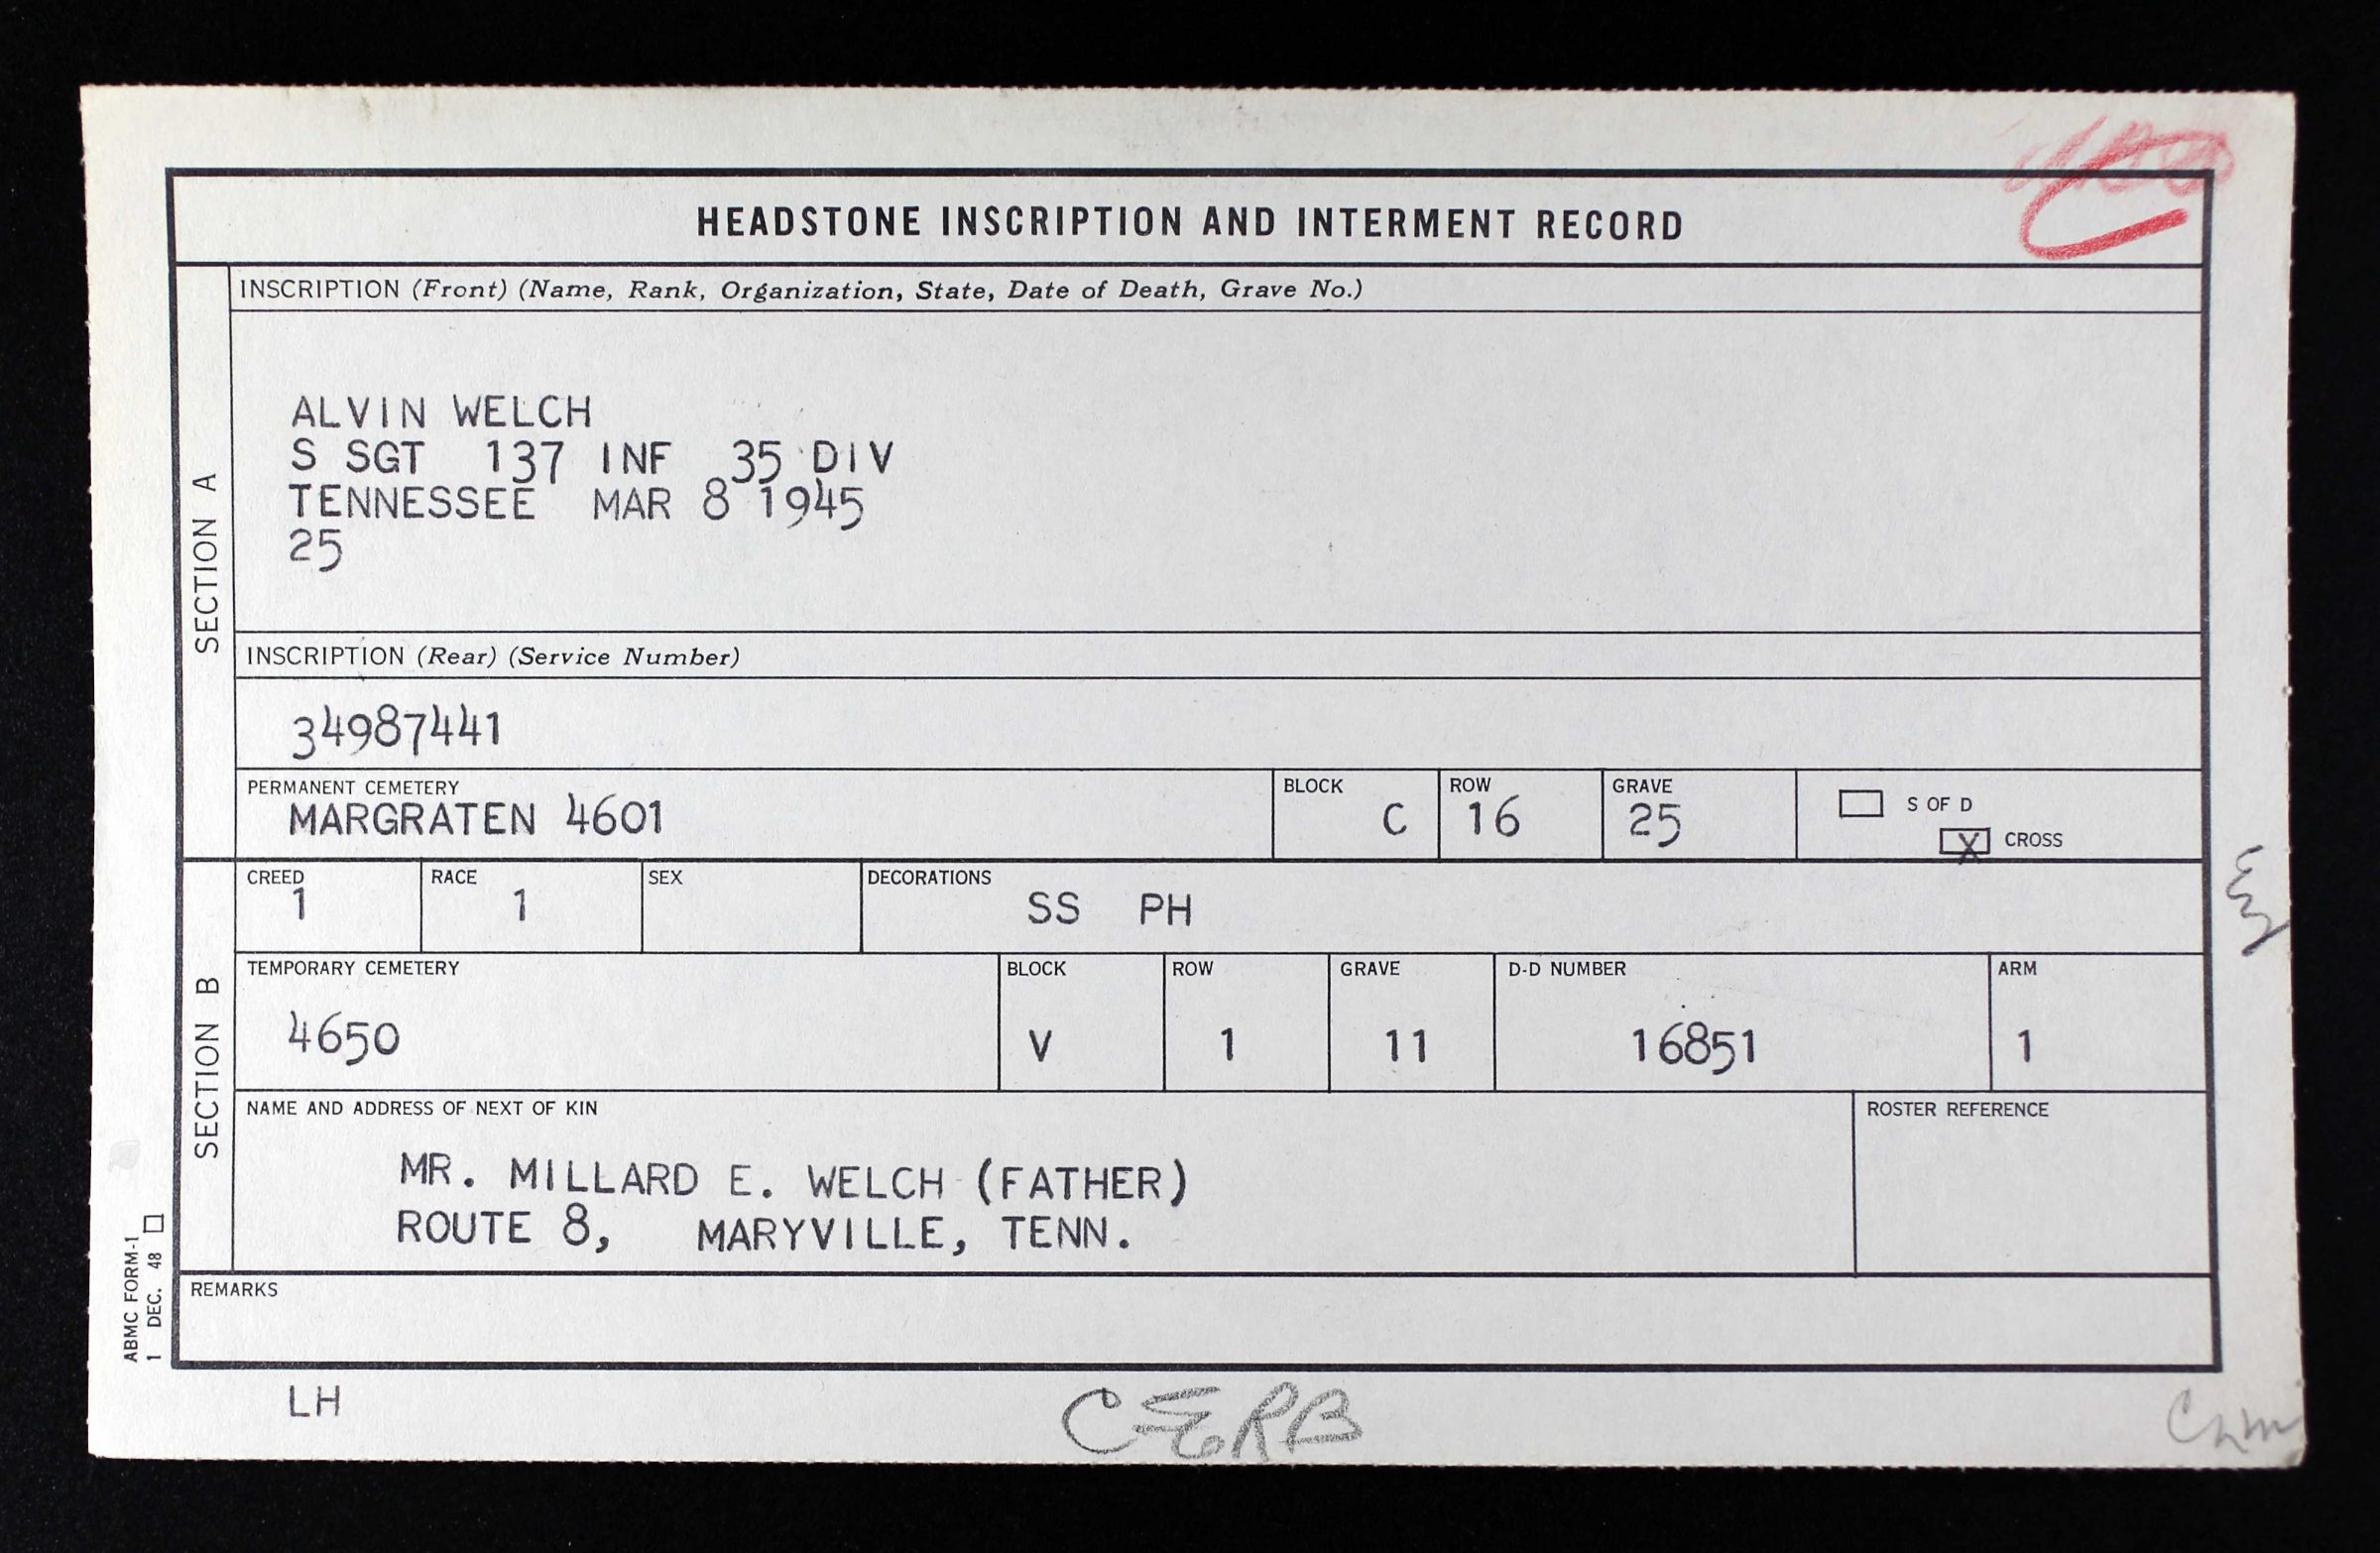 HEADSTONE INSCRIPTION AND INTERMENT RECORD
SECTION A
INSCRIPTION (Front) (Name, Rank, Organization, State, Date of Death, Grave No.)
ALVIN WELCH
S SGT 137 INF 35 DIV
TENNESSEE MAR 8 1945
25
INSCRIPTION (Rear) (Service Number)
34987441
PERMANENT CEMETERY
MARGRATEN 4601
BLOCK
C
ROW
16
GRAVE
25
S OF D
X CROSS
SECTION B
CREED
1
RACE
1
SEX
DECORATIONS
SS PH
TEMPORARY CEMETERY
4650
BLOCK
V
ROW
1
GRAVE
11
D-D NUMBER
16851
ARM
1
NAME AND ADDRESS OF NEXT OF KIN
MR. MILLARD E. WELCH (FATHER)
ROUTE 8, MARYVILLE, TENN.
ROSTER REFERENCE
REMARKS
ABMC FORM-1
1 DEC. 48
LH